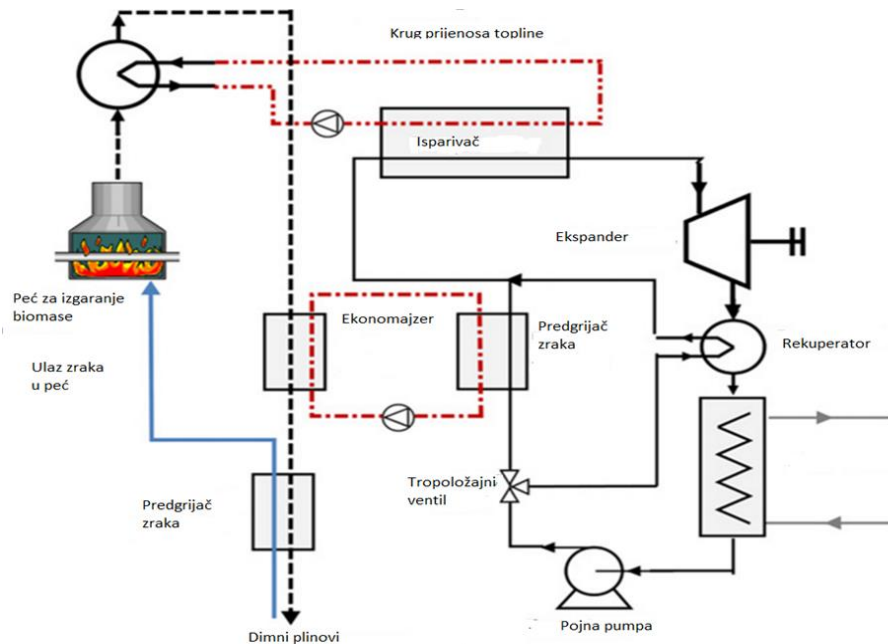 Krug prijenosa topline
Isparivač
Ekspander
Peć za izgaranje
biomase
Ekonomajzer
Predgrijač
zraka
Rekuperator
Ulaz zraka
u peć
Predgrijač
zraka
Tropoložajni
ventil
Pojna pumpa
Dimni plinovi